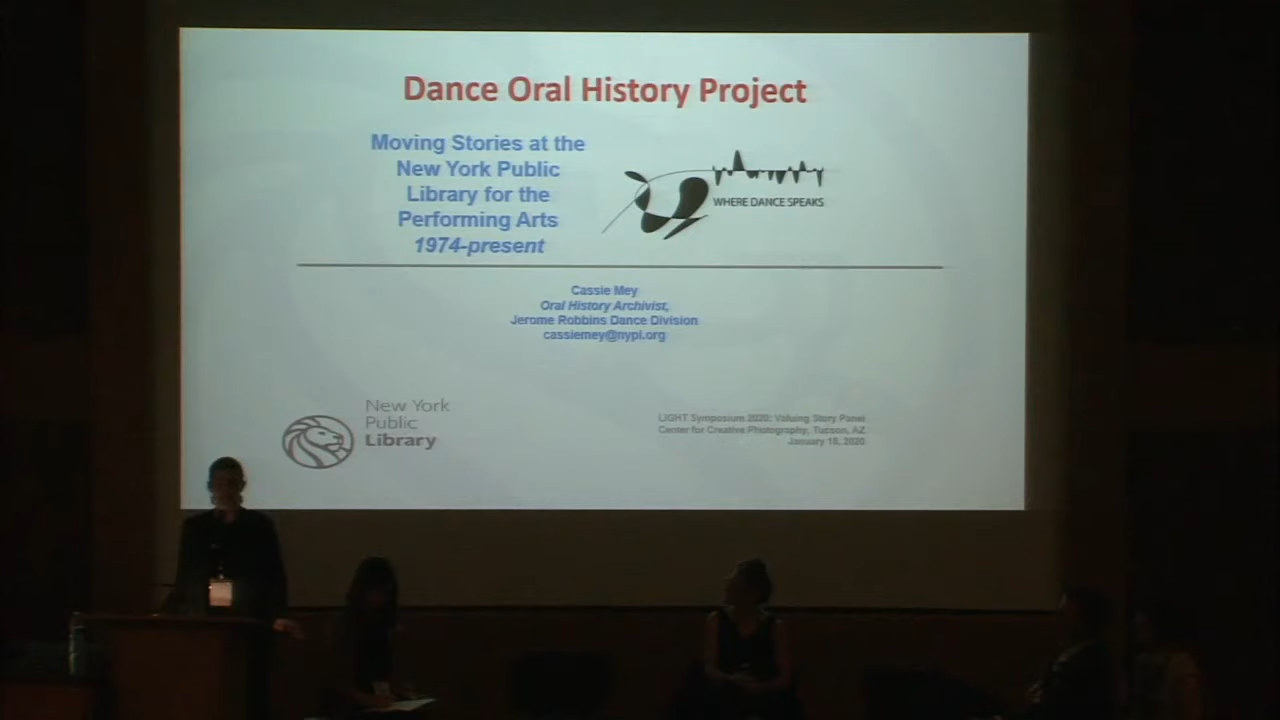 Dance Oral History Project
Moving Stories at the
New York Public
Library for the
Performing Arts
1974-present
WHERE DANCE SPEAKS
Cassie Mey
Oral History Archivist,
Jerome Robbins Dance Division
cassiemey@nypl.org
New York
Public
Library
LIGHT Symposium 2020: Valuing Story Panel
Center for Creative Photography, Tucson, AZ
January 18, 2020